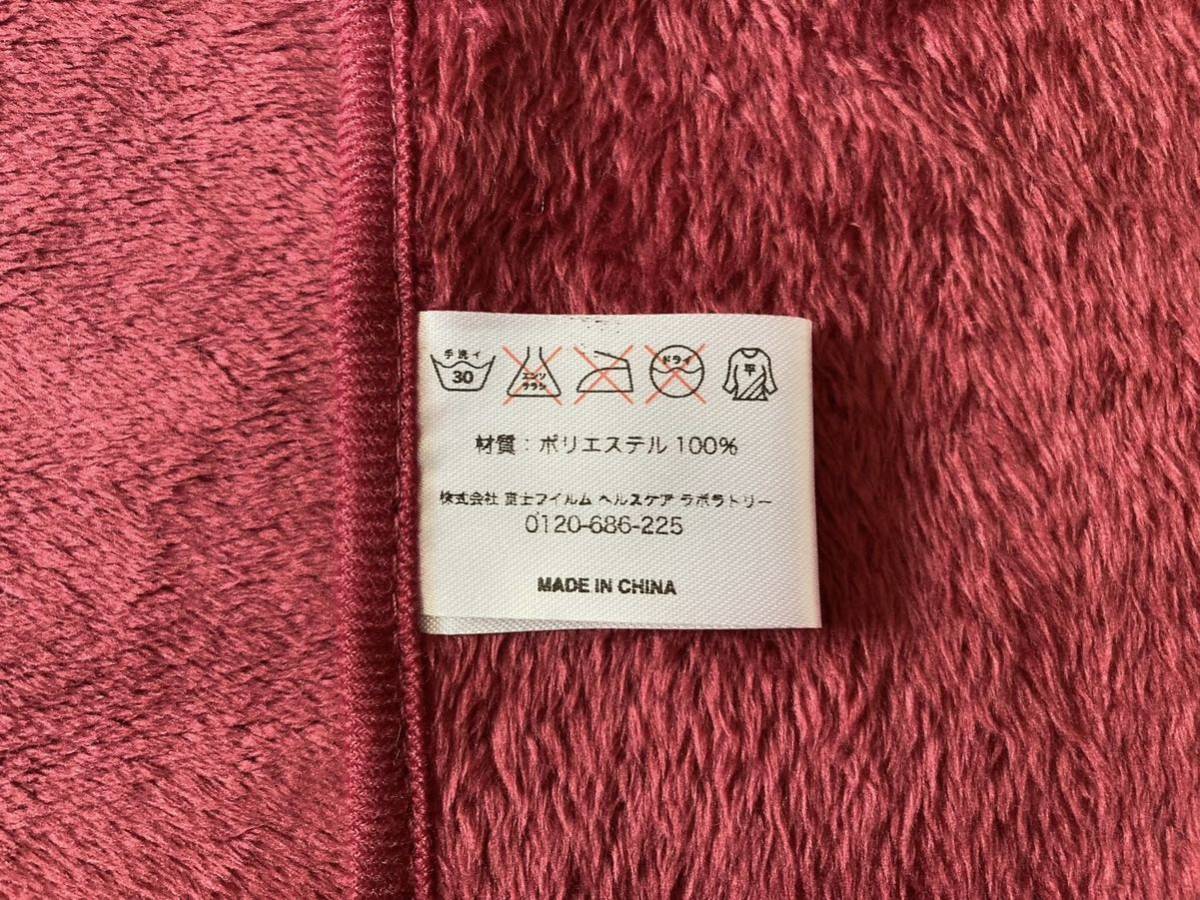 手洗イ
30
エンソ
サラシ
ドライ
平
材質：ポリエステル 100%
株式会社 富士フイルム ヘルスケア ラボラトリー
0120-686-225
MADE IN CHINA